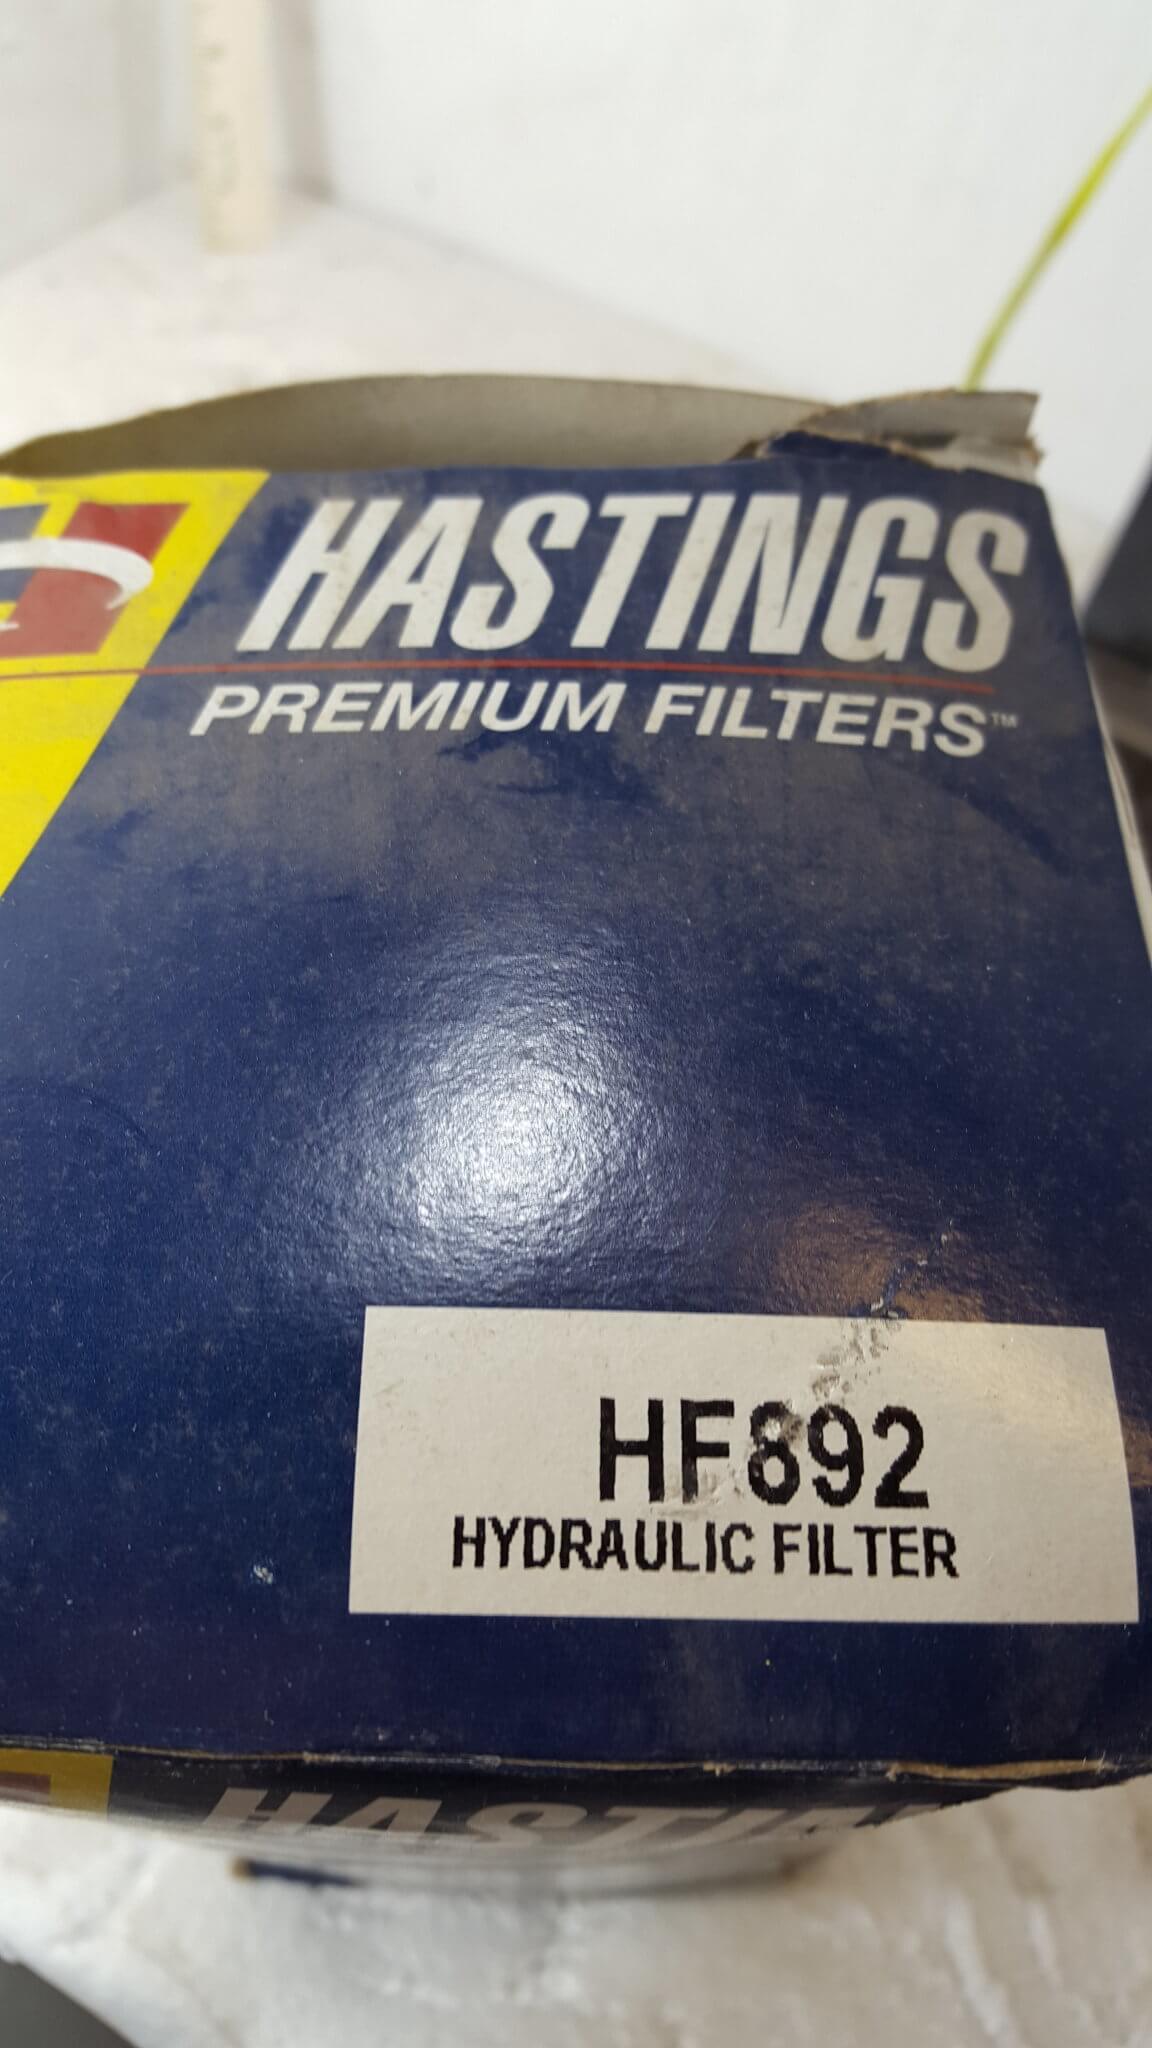 HASTINGS
PREMIUM FILTERS™
HF892
HYDRAULIC FILTER